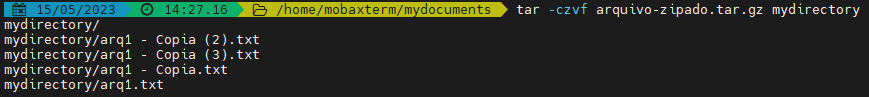 15/05/2023 14:27.16 /home/mobaxterm/mydocuments tar -czvf arquivo-zipado.tar.gz mydirectory
mydirectory/
mydirectory/arq1 - Copia (2).txt
mydirectory/arq1 - Copia (3).txt
mydirectory/arq1 - Copia.txt
mydirectory/arq1.txt